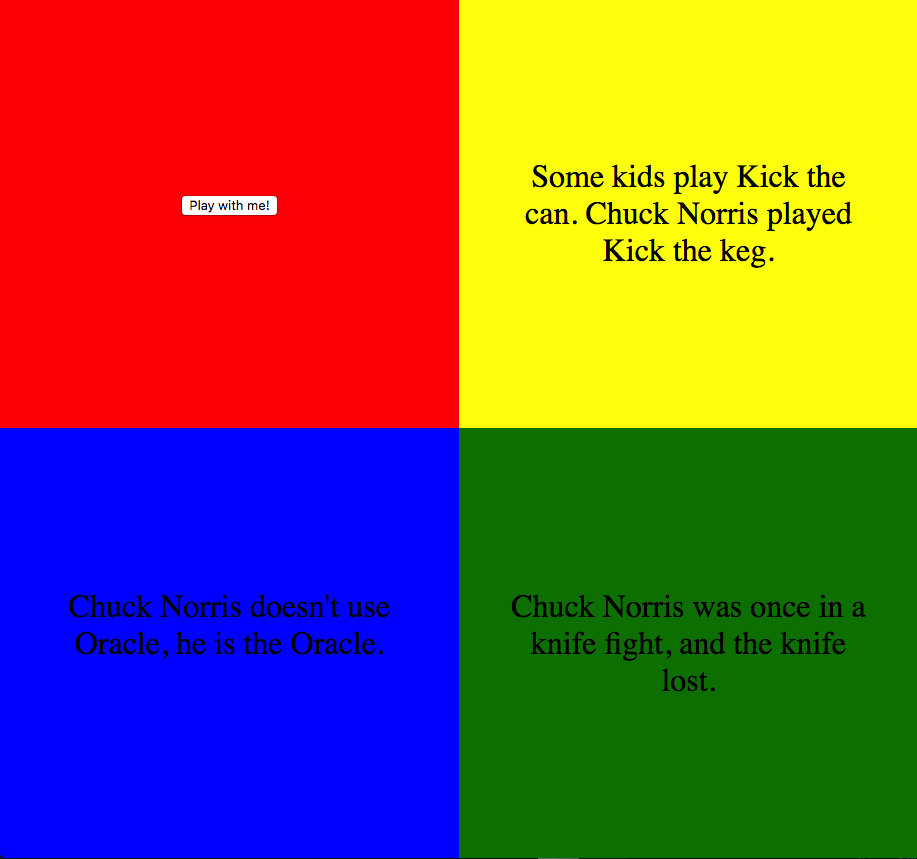 Play with me!
Some kids play Kick the
can. Chuck Norris played
Kick the keg.
Chuck Norris doesn't use
Oracle, he is the Oracle.
Chuck Norris was once in a
knife fight, and the knife
lost.